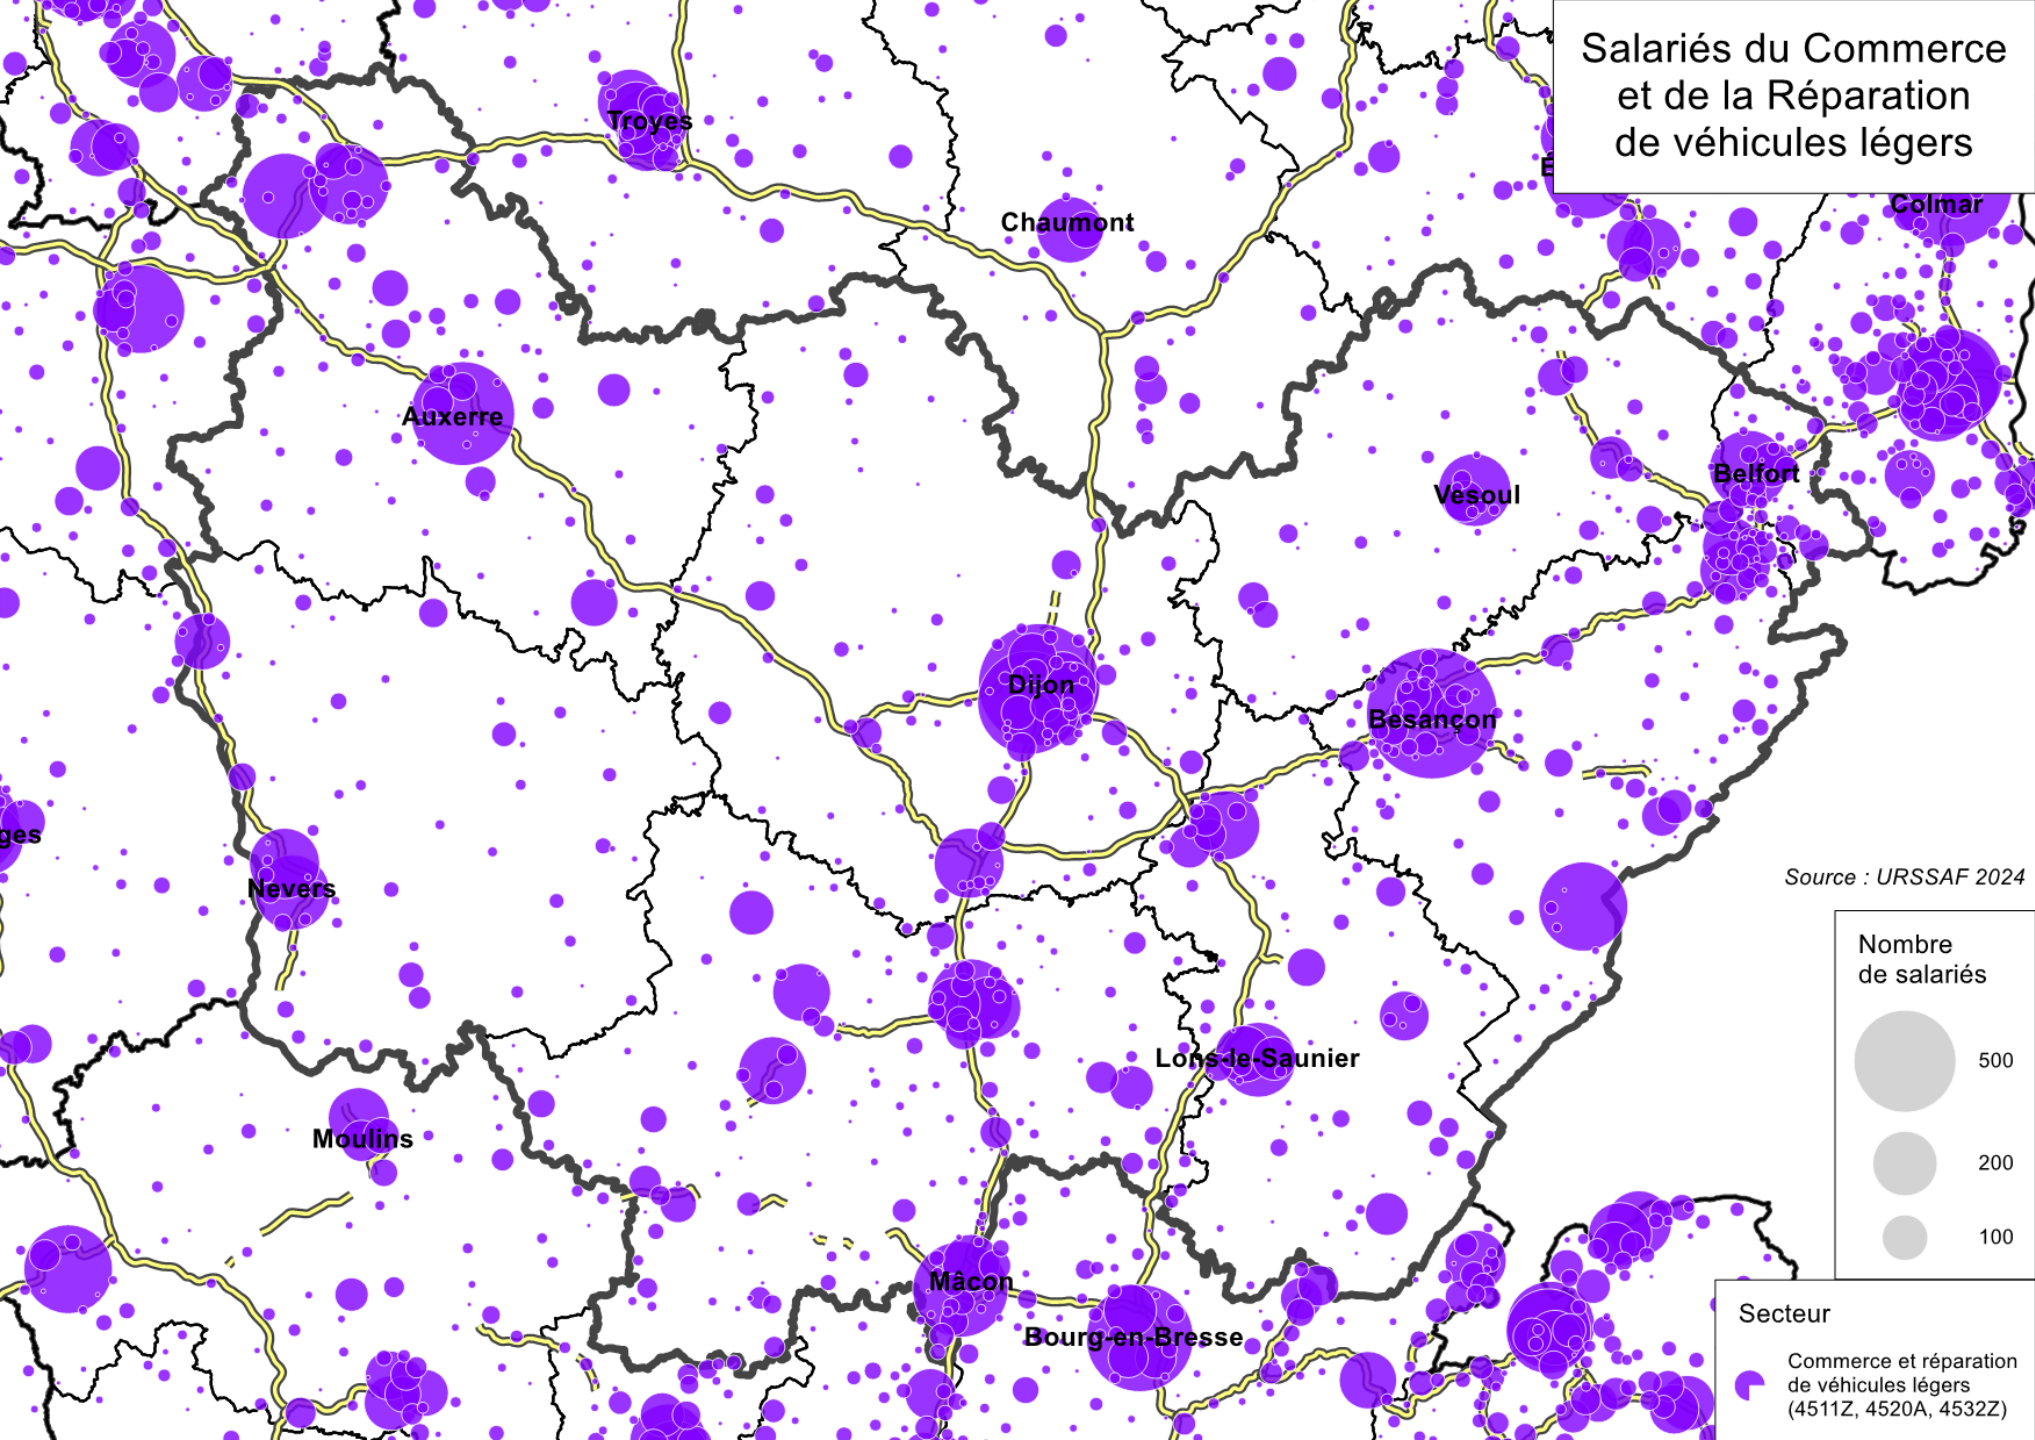 Salariés du Commerce
et de la Réparation
de véhicules légers
Troyes
Colmar
Chaumont
Auxerre
Belfort
Vesoul
Dijon
Besançon
ges
Nevers
Source : URSSAF 2024
Nombre
de salariés
500
200
100
Lons-le-Saunier
Moulins
Mâcon
Bourg-en-Bresse
Secteur
Commerce et réparation
de véhicules légers
(4511Z, 4520A, 4532Z)